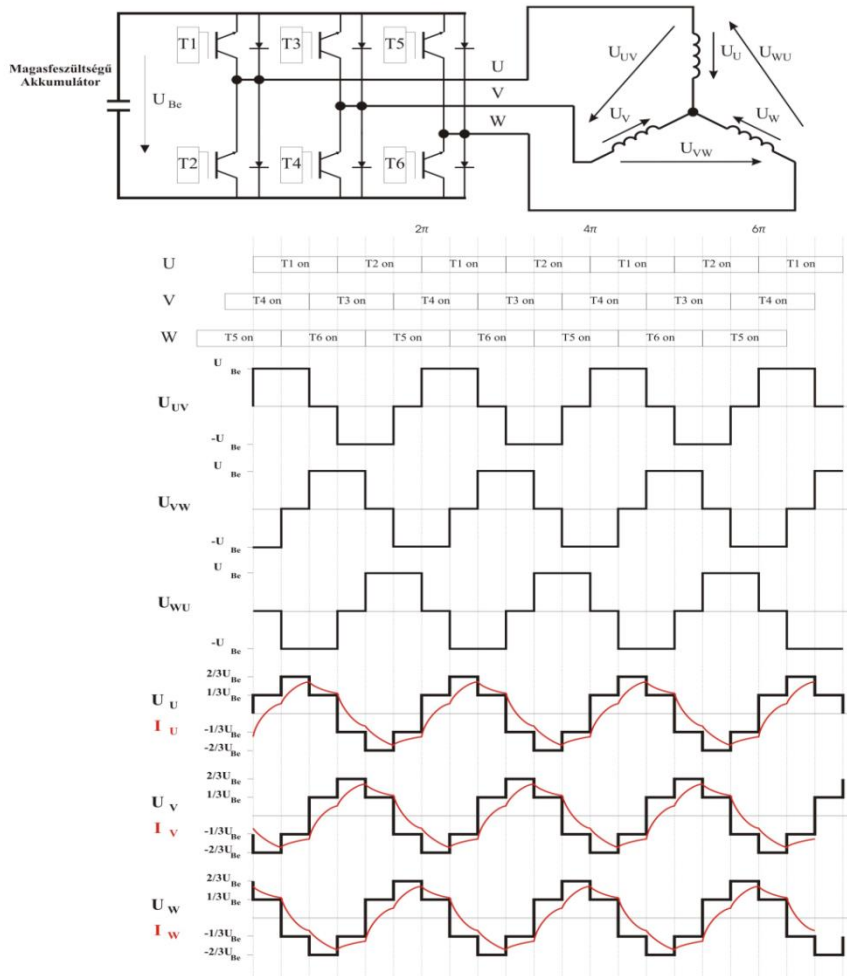 T1 T3 T5
Magasfeszültségű
Akkumulátor
U Be
U
V
W
T2 T4 T6
U UV U U U WU
U V U W
U VW
2π 4π 6π
U T1 on T2 on T1 on T2 on T1 on T2 on T1 on
V T4 on T3 on T4 on T3 on T4 on T3 on T4 on
W T5 on T6 on T5 on T6 on T5 on T6 on T5 on
U Be
U UV
-U Be
U Be
U VW
-U Be
U Be
U WU
-U Be
2/3U Be
1/3U Be
U U
I U
-1/3U Be
-2/3U Be
2/3U Be
1/3U Be
U V
I V
-1/3U Be
-2/3U Be
2/3U Be
1/3U Be
U W
I W
-1/3U Be
-2/3U Be